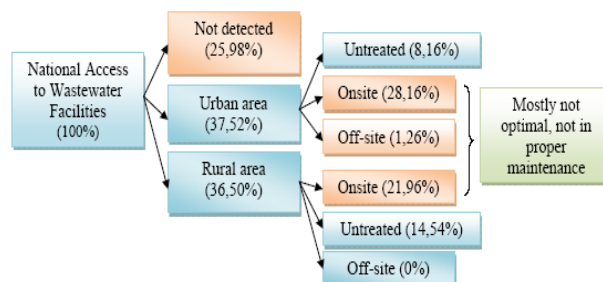 National Access
to Wastewater
Facilities
(100%)
Not detected
(25,98%)
Urban area
(37,52%)
Rural area
(36,50%)
Untreated (8,16%)
Onsite (28,16%)
Off-site (1,26%)
Onsite (21,96%)
Untreated (14,54%)
Off-site (0%)
Mostly not
optimal, not in
proper
maintenance